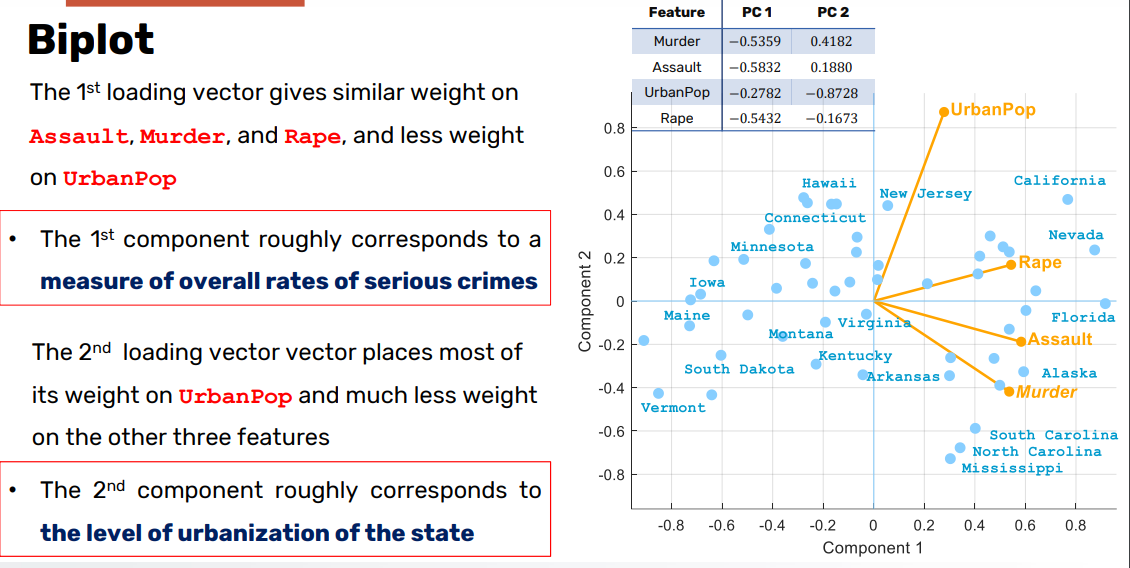 Biplot
The 1st loading vector gives similar weight on
Assault, Murder, and Rape, and less weight
on UrbanPop
• The 1st component roughly corresponds to a
measure of overall rates of serious crimes
The 2nd loading vector vector places most of
its weight on UrbanPop and much less weight
on the other three features
• The 2nd component roughly corresponds to
the level of urbanization of the state
Feature PC 1 PC 2
Murder −0.5359 0.4182
Assault −0.5832 0.1880
UrbanPop −0.2782 −0.8728
Rape −0.5432 −0.1673
Component 2
0.8
0.6
0.4
0.2
0
-0.2
-0.4
-0.6
-0.8
UrbanPop
Hawaii
New Jersey
California
Connecticut
Minnesota
Nevada
Rape
Iowa
Maine
Virginia
Florida
Montana
Assault
Kentucky
South Dakota
Arkansas
Alaska
Murder
Vermont
South Carolina
North Carolina
Mississippi
-0.8 -0.6 -0.4 -0.2 0 0.2 0.4 0.6 0.8
Component 1